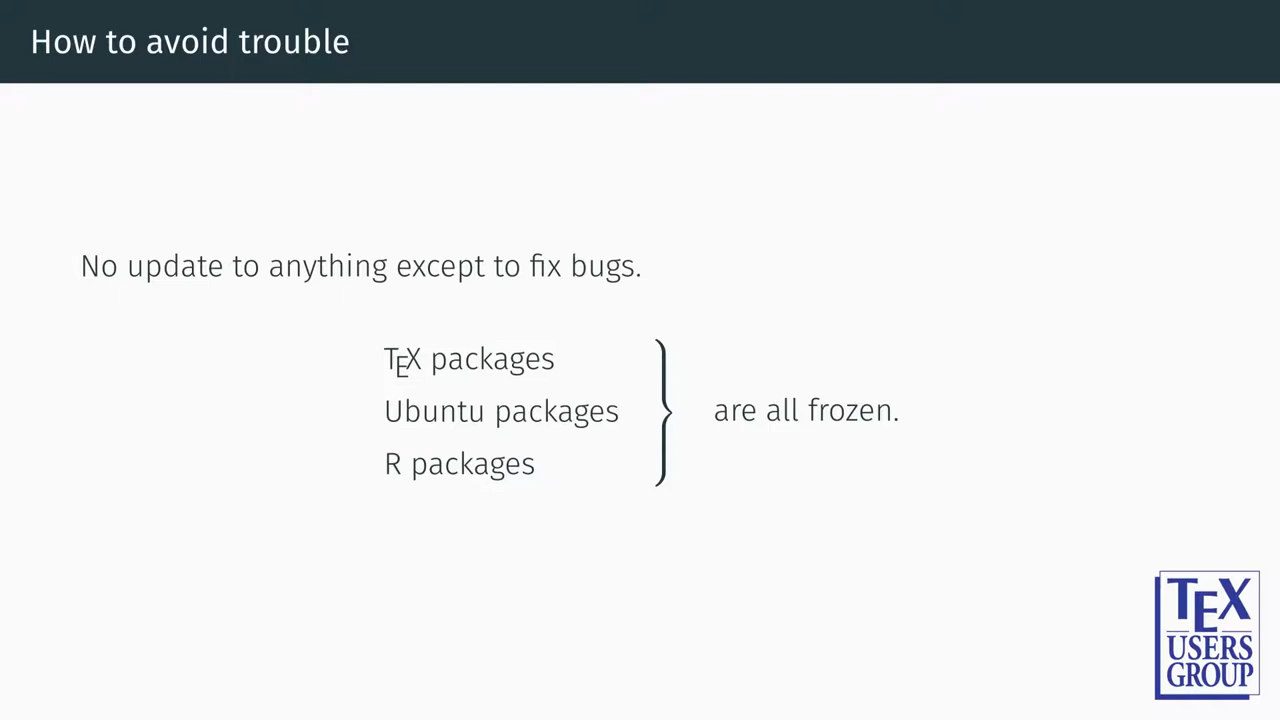 How to avoid trouble
No update to anything except to fix bugs.
TEX packages
Ubuntu packages
R packages
are all frozen.
TEX
USERS
GROUP